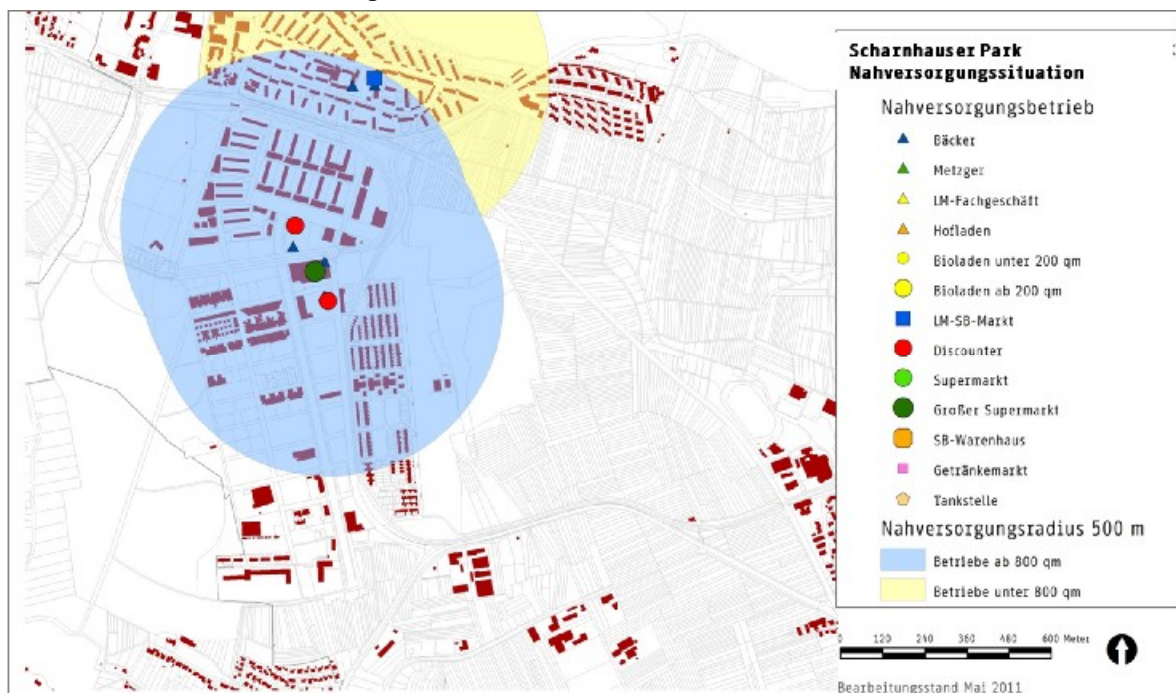 Scharnhauser Park
Nahversorgungssituation
Nahversorgungsbetrieb
Bäcker
Metzger
LM-Fachgeschäft
Hofladen
Bioladen unter 200 qm
Bioladen ab 200 qm
LM-SB-Markt
Discounter
Supermarkt
Großer Supermarkt
SB-Warenhaus
Getränkemarkt
Tankstelle
Nahversorgungsradius 500 m
Betriebe ab 800 qm
Betriebe unter 800 qm
0 120 240 360 480 600 Meter
Bearbeitungsstand Mai 2011